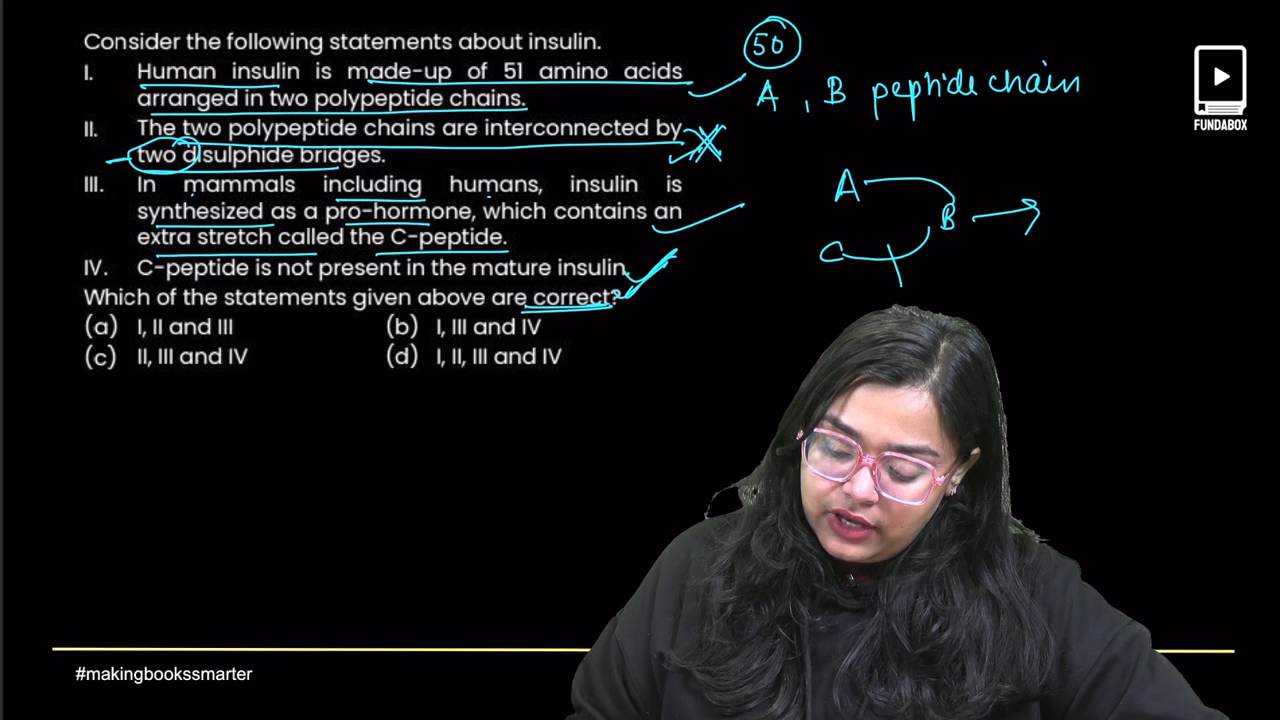 Consider the following statements about insulin.
I. Human insulin is made-up of 51 amino acids
arranged in two polypeptide chains.
II. The two polypeptide chains are interconnected by
two disulphide bridges.
III. In mammals including humans, insulin is
synthesized as a pro-hormone, which contains an
extra stretch called the C-peptide.
IV. C-peptide is not present in the mature insulin.
Which of the statements given above are correct?
(a) I, II and III (b) I, III and IV
(c) II, III and IV (d) I, II, III and IV
50
A, B peptide chain
A
B
C
FUNDABOX
#makingbookssmarter